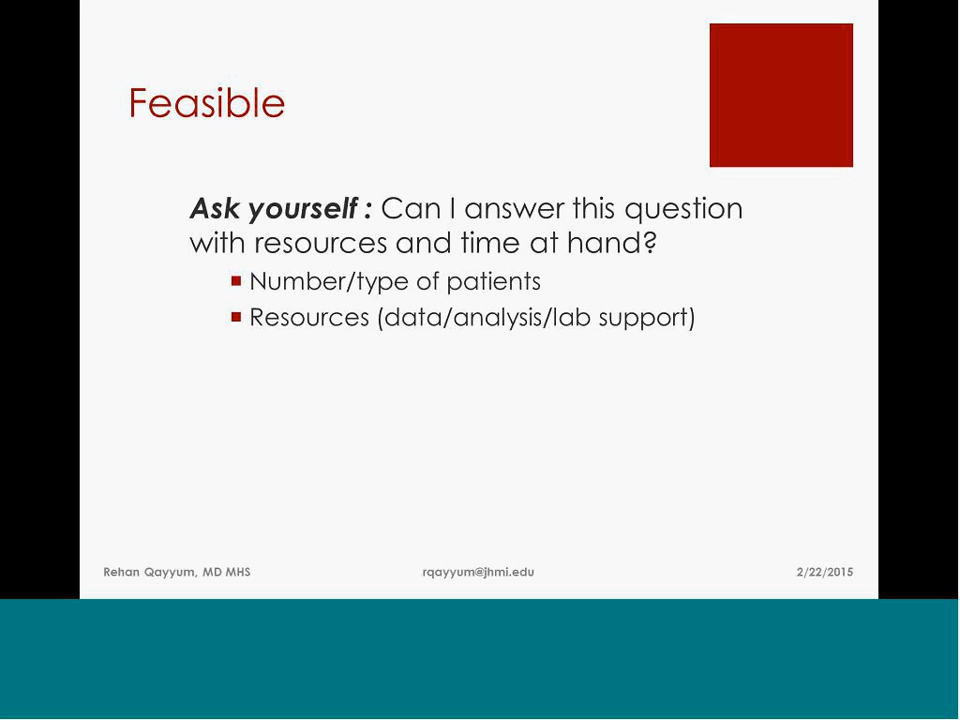 Feasible
Ask yourself : Can I answer this question
with resources and time at hand?
Number/type of patients
Resources (data/analysis/lab support)
Rehan Qayyum, MD MHS rqayyum@jhmi.edu 2/22/2015